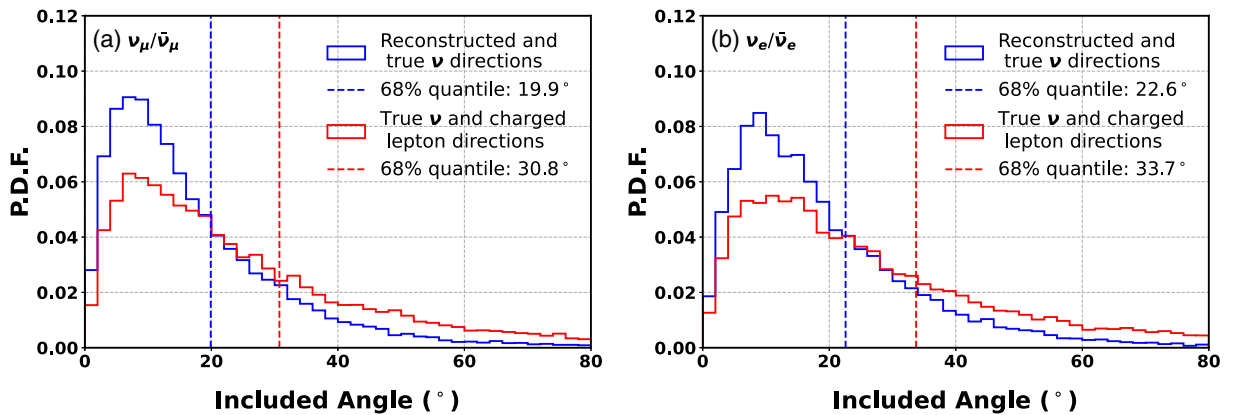 (a) νμ/ν̄μ
Reconstructed and
true ν directions
68% quantile: 19.9°
True ν and charged
lepton directions
68% quantile: 30.8°
P.D.F.
0.12
0.10
0.08
0.06
0.04
0.02
0.00
0 20 40 60 80
Included Angle (°)
(b) νe/ν̄e
Reconstructed and
true ν directions
68% quantile: 22.6°
True ν and charged
lepton directions
68% quantile: 33.7°
P.D.F.
0.12
0.10
0.08
0.06
0.04
0.02
0.00
0 20 40 60 80
Included Angle (°)